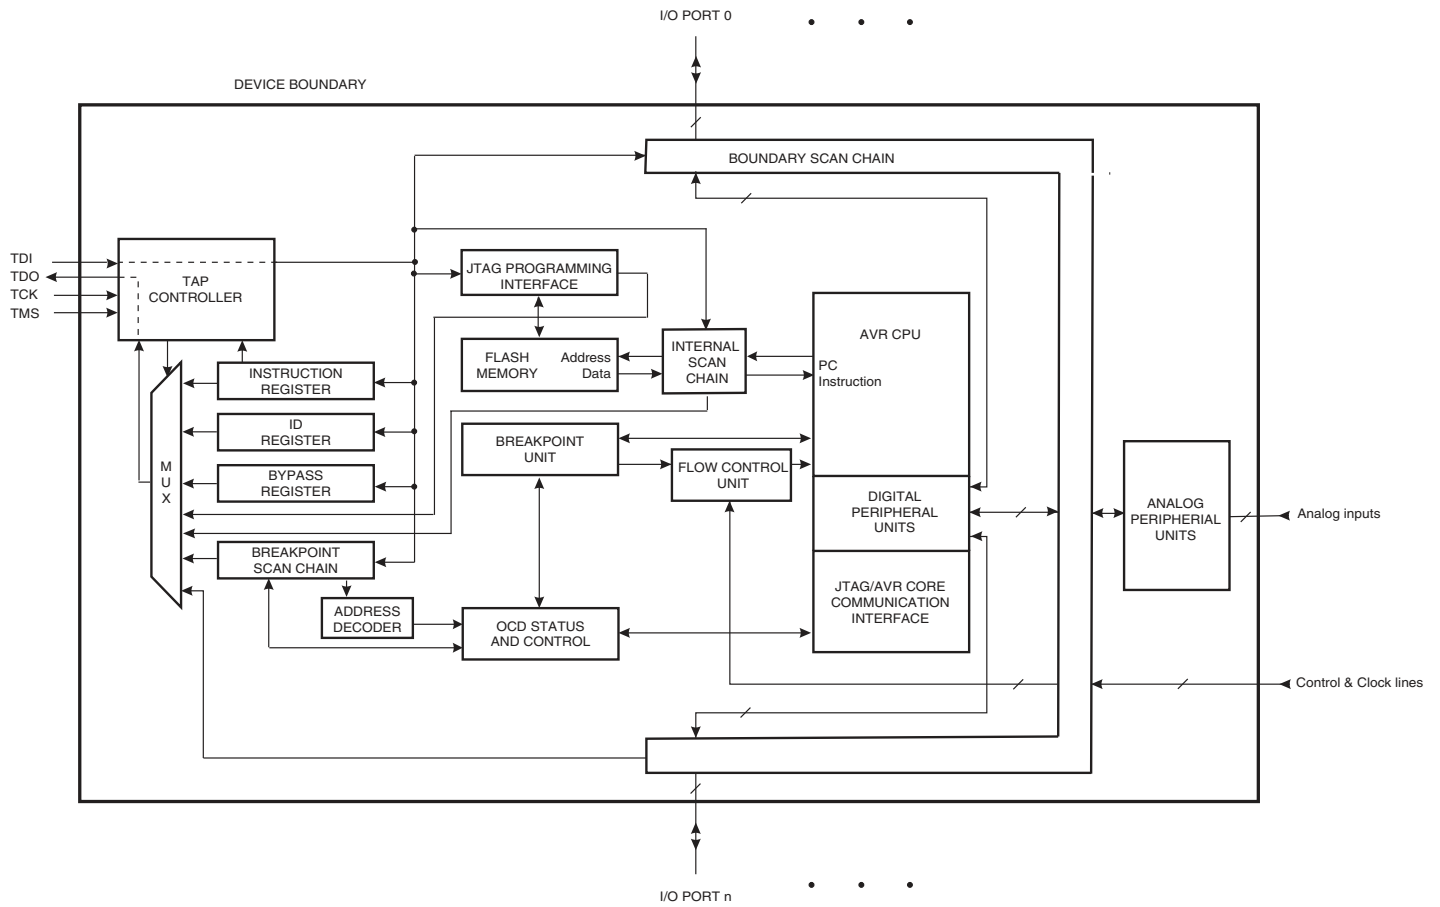 I/O PORT 0
DEVICE BOUNDARY
BOUNDARY SCAN CHAIN
TDI
TDO
TCK
TMS
TAP
CONTROLLER
JTAG PROGRAMMING
INTERFACE
AVR CPU
FLASH
MEMORY
Address
Data
INTERNAL
SCAN
CHAIN
PC
Instruction
INSTRUCTION
REGISTER
ID
REGISTER
BREAKPOINT
UNIT
FLOW CONTROL
UNIT
M
U
X
BYPASS
REGISTER
DIGITAL
PERIPHERAL
UNITS
ANALOG
PERIPHERIAL
UNITS
Analog inputs
BREAKPOINT
SCAN CHAIN
ADDRESS
DECODER
OCD STATUS
AND CONTROL
JTAG/AVR CORE
COMMUNICATION
INTERFACE
Control & Clock lines
I/O PORT n